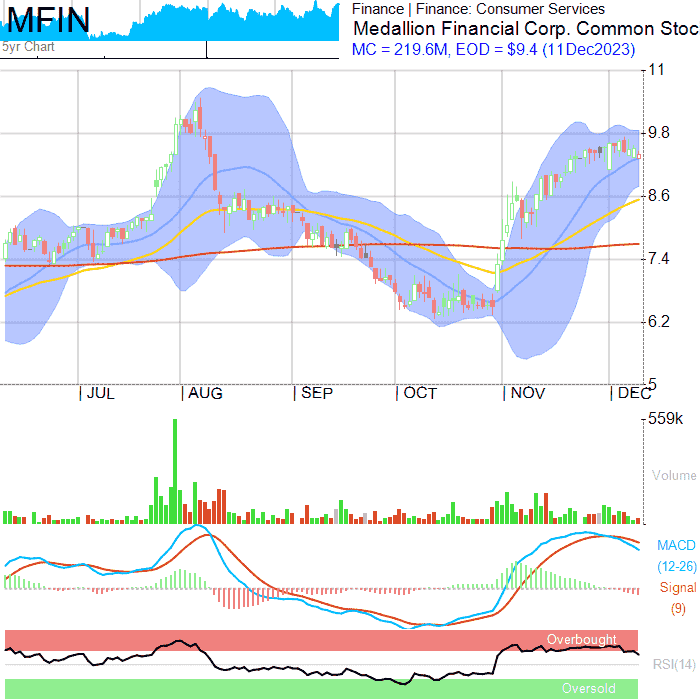 MFIN
5yr Chart
Finance | Finance: Consumer Services
Medallion Financial Corp. Common Stoc
MC = 219.6M, EOD = $9.4 (11Dec2023)
11
9.8
8.6
7.4
6.2
5
JUL AUG SEP OCT NOV DEC
559k
Volume
MACD
(12-26)
Signal
(9)
Overbought
RSI(14)
Oversold